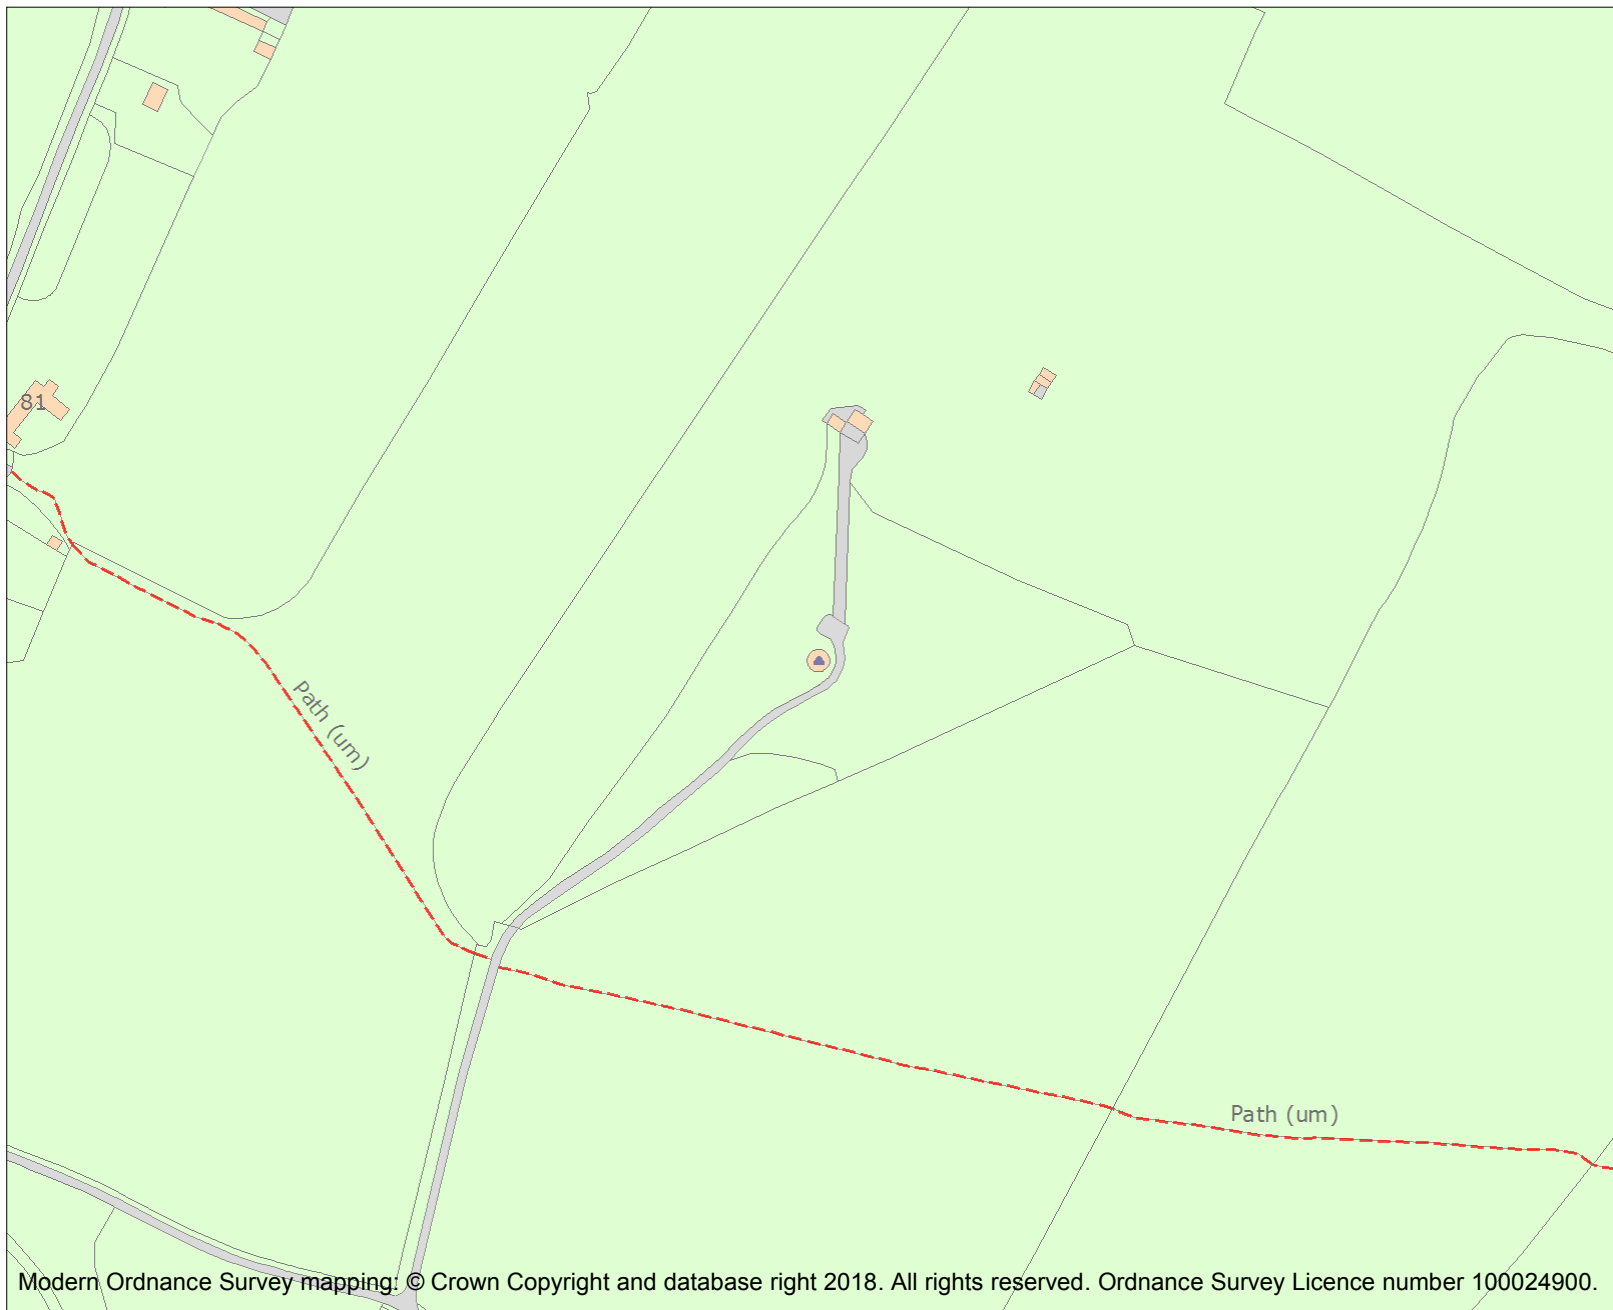 81
Path (um)
Path (um)
Modern Ordnance Survey mapping: © Crown Copyright and database right 2018. All rights reserved. Ordnance Survey Licence number 100024900.